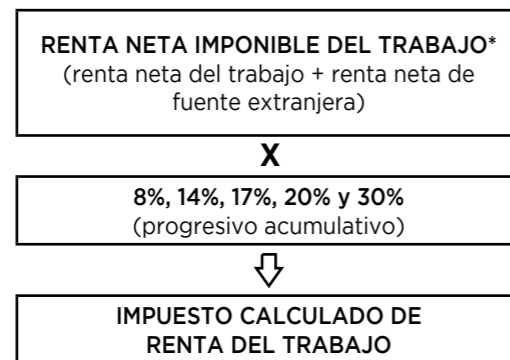 RENTA NETA IMPONIBLE DEL TRABAJO*
(renta neta del trabajo + renta neta de
fuente extranjera)
X
8%, 14%, 17%, 20% y 30%
(progresivo acumulativo)
IMPUESTO CALCULADO DE
RENTA DEL TRABAJO